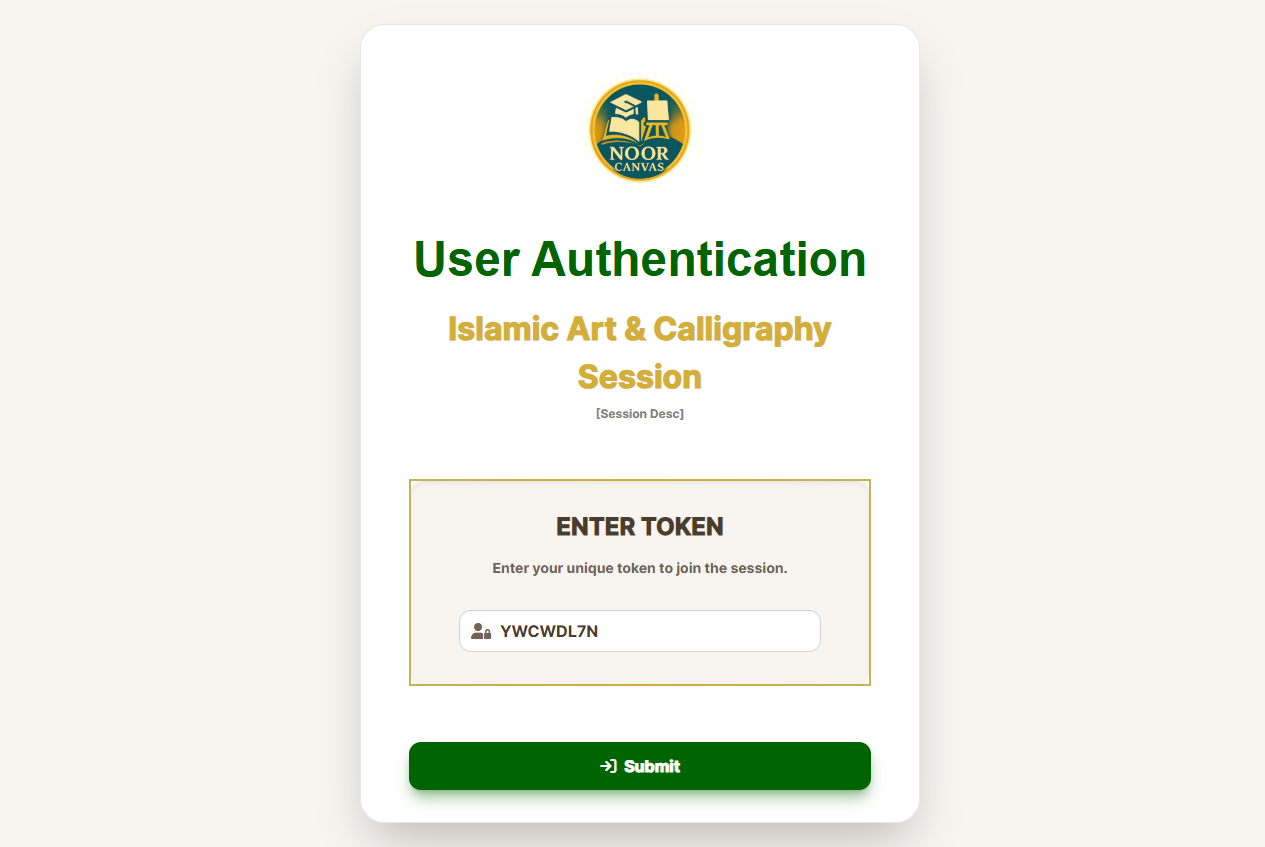 NOOR
CANVAS
User Authentication
Islamic Art & Calligraphy
Session
[Session Desc]
ENTER TOKEN
Enter your unique token to join the session.
YWCWDL7N
Submit